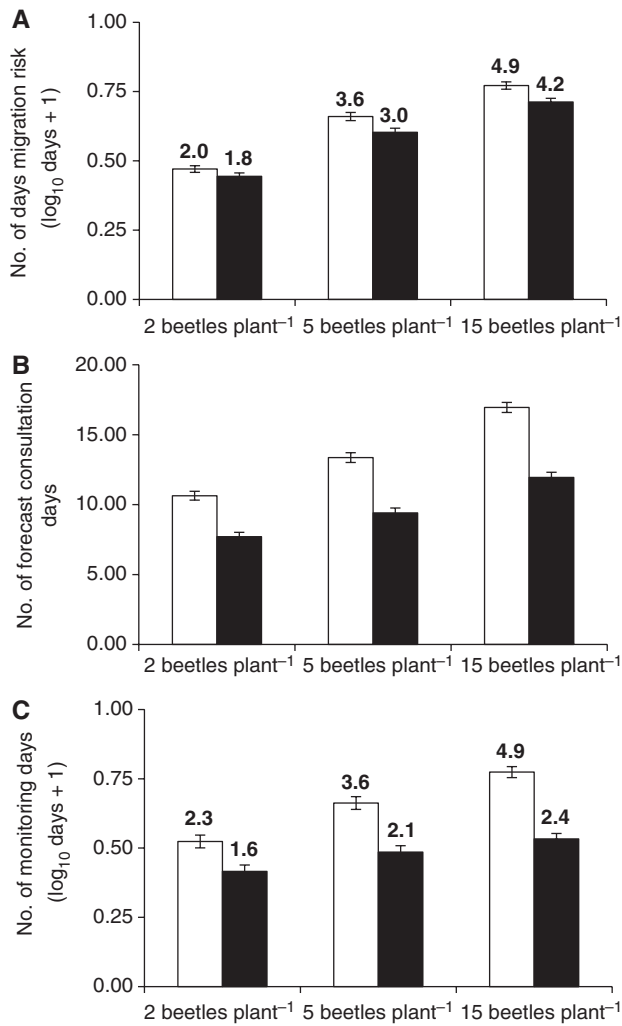 A
No. of days migration risk
(log₁₀ days + 1)
1.00
0.75
0.50
0.25
0.00
2.0
1.8
3.6
3.0
4.9
4.2
2 beetles plant⁻¹ 5 beetles plant⁻¹ 15 beetles plant⁻¹
B
No. of forecast consultation
days
20.00
15.00
10.00
5.00
0.00
2 beetles plant⁻¹ 5 beetles plant⁻¹ 15 beetles plant⁻¹
C
No. of monitoring days
(log₁₀ days + 1)
1.00
0.75
0.50
0.25
0.00
2.3
1.6
3.6
2.1
4.9
2.4
2 beetles plant⁻¹ 5 beetles plant⁻¹ 15 beetles plant⁻¹